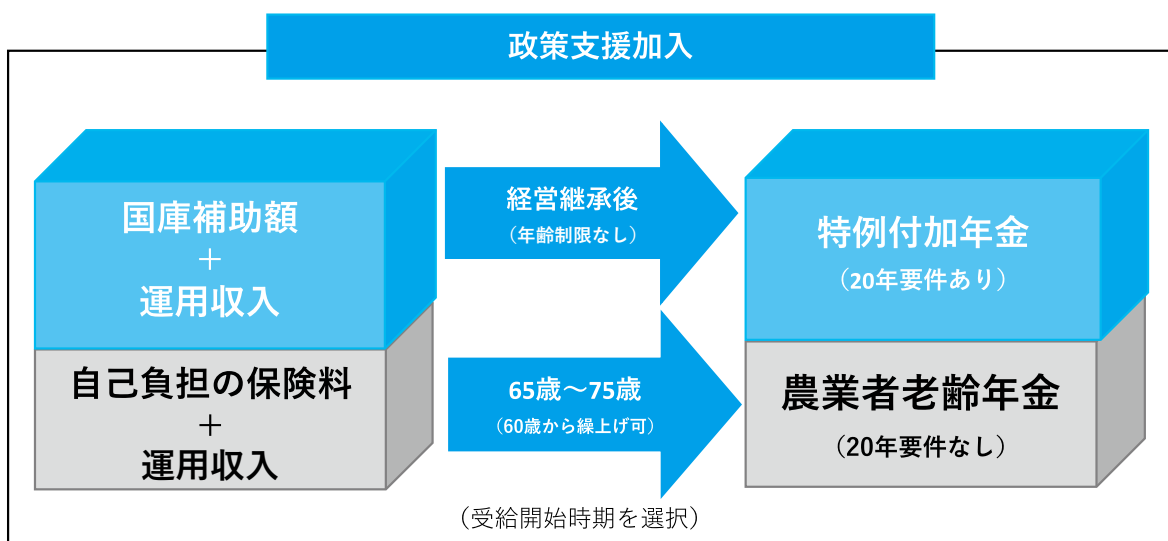 政策支援加入
国庫補助額
＋
運用収入
自己負担の保険料
＋
運用収入
経営継承後
（年齢制限なし）
65歳～75歳
（60歳から繰上げ可）
（受給開始時期を選択）
特例付加年金
（20年要件あり）
農業者老齢年金
（20年要件なし）